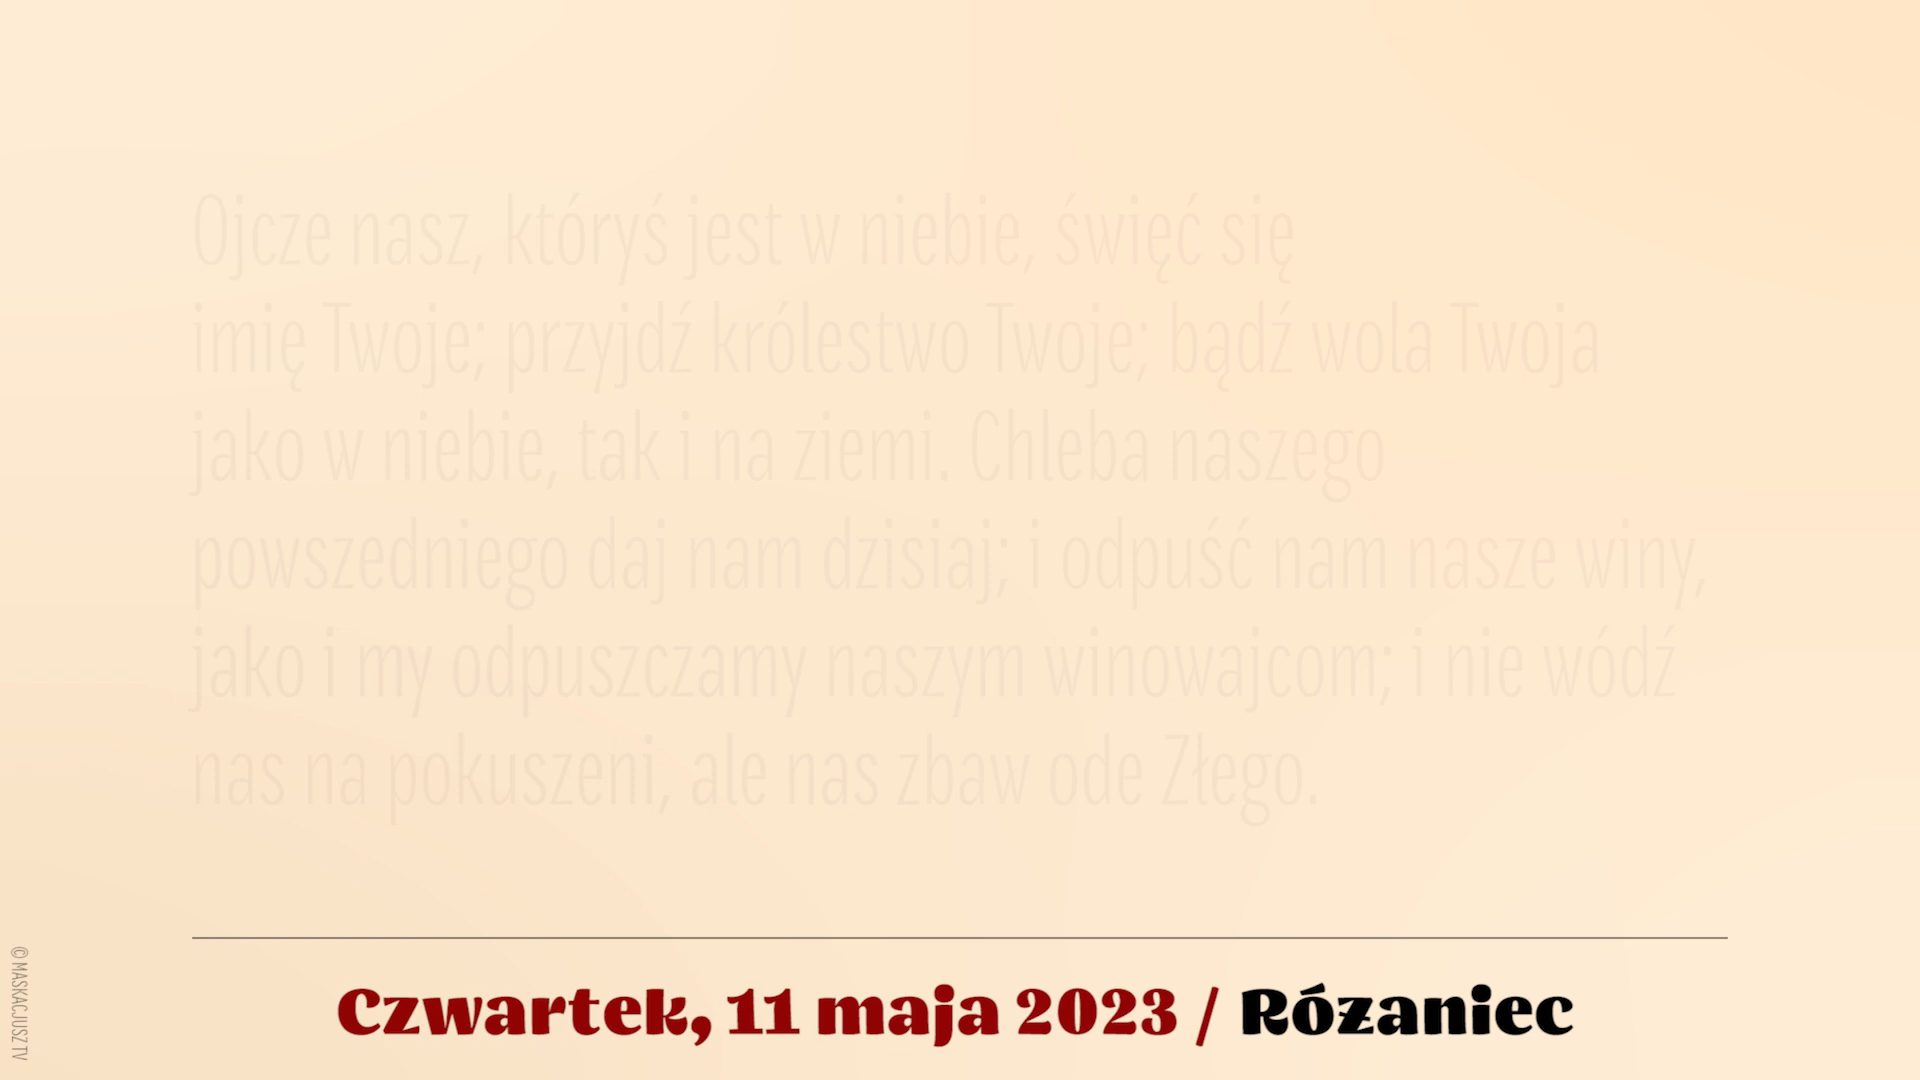 Ojcze nasz, któryś jest w niebie, święć się
imię Twoje; przyjdź królestwo Twoje; bądź wola Twoja
jako w niebie, tak i na ziemi. Chleba naszego
powszedniego daj nam dzisiaj; i odpuść nam nasze winy,
jako i my odpuszczamy naszym winowajcom; i nie wódź
nas na pokuszeni, ale nas zbaw ode Złego.
Czwartek, 11 maja 2023 / Różaniec
© MASKACJUSZ TV